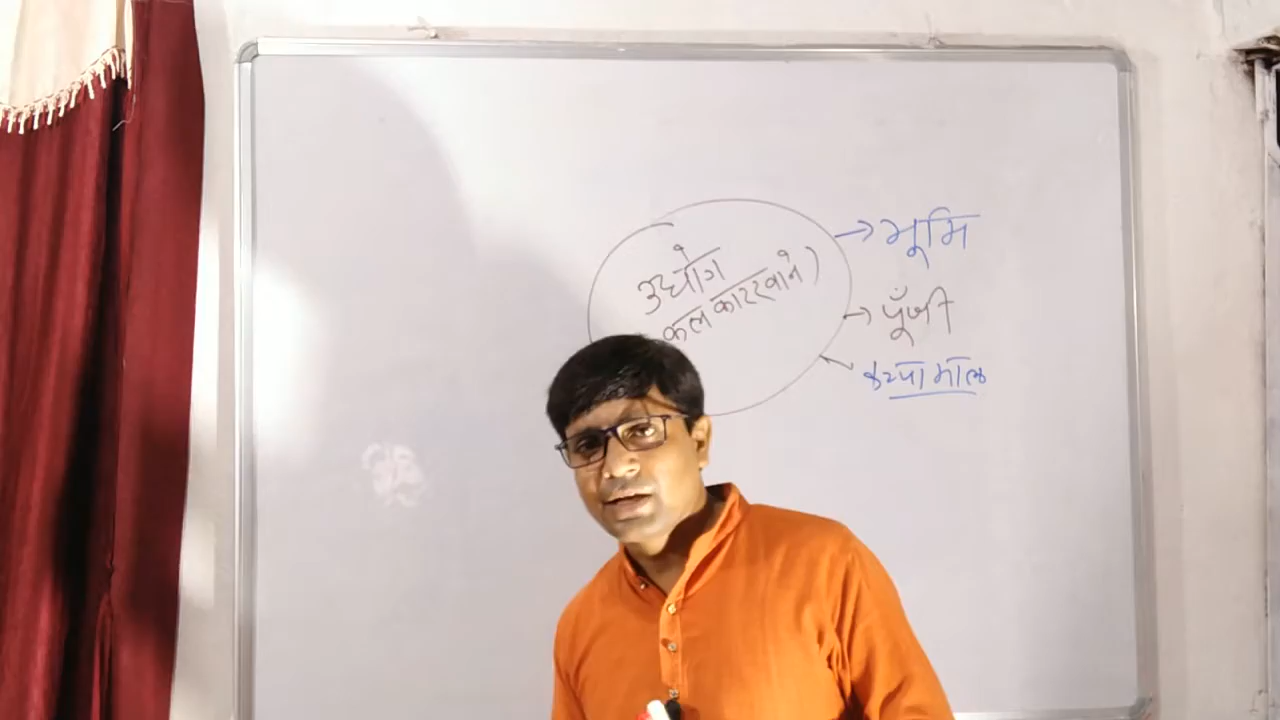 उद्योग
कल कारखाने)
→ भूमि
→ पूँजी
कच्चा माल